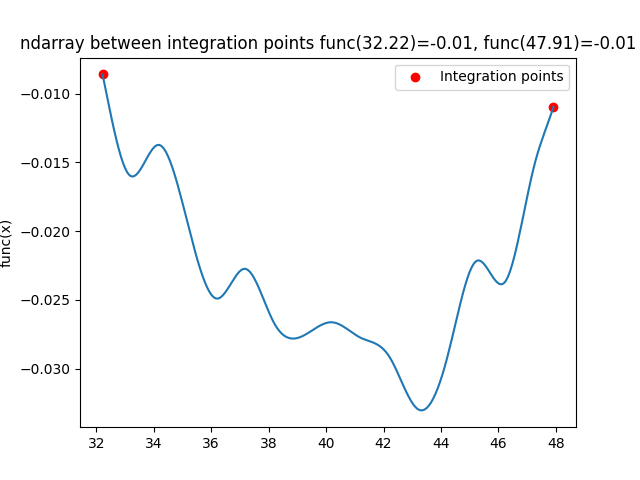 ndarray between integration points func(32.22)=-0.01, func(47.91)=-0.01
Integration points
−0.010
−0.015
−0.020
−0.025
−0.030
func(x)
32 34 36 38 40 42 44 46 48